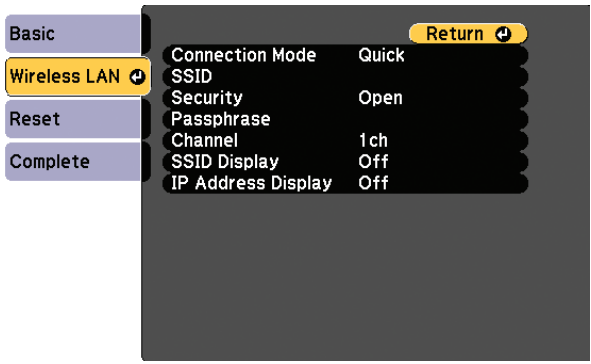 Basic
Wireless LAN
Reset
Complete
Return
Connection Mode Quick
SSID
Security Open
Passphrase
Channel 1ch
SSID Display Off
IP Address Display Off